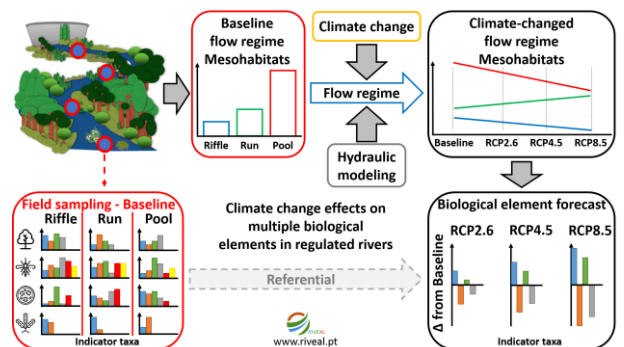 Baseline
flow regime
Mesohabitats
Riffle
Run
Pool
Climate change
Flow regime
Hydraulic
modeling
Climate-changed
flow regime
Mesohabitats
Baseline
RCP2.6
RCP4.5
RCP8.5
Field sampling - Baseline
Riffle
Run
Pool
Indicator taxa
Climate change effects on
multiple biological
elements in regulated rivers
Referential
RIVEAL
www.riveal.pt
Biological element forecast
RCP2.6
RCP4.5
RCP8.5
Δ from Baseline
Indicator taxa